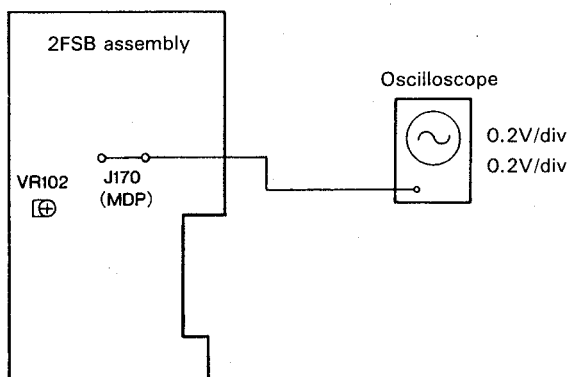 2FSB assembly
Oscilloscope
0.2V/div
0.2V/div
VR102
J170
(MDP)